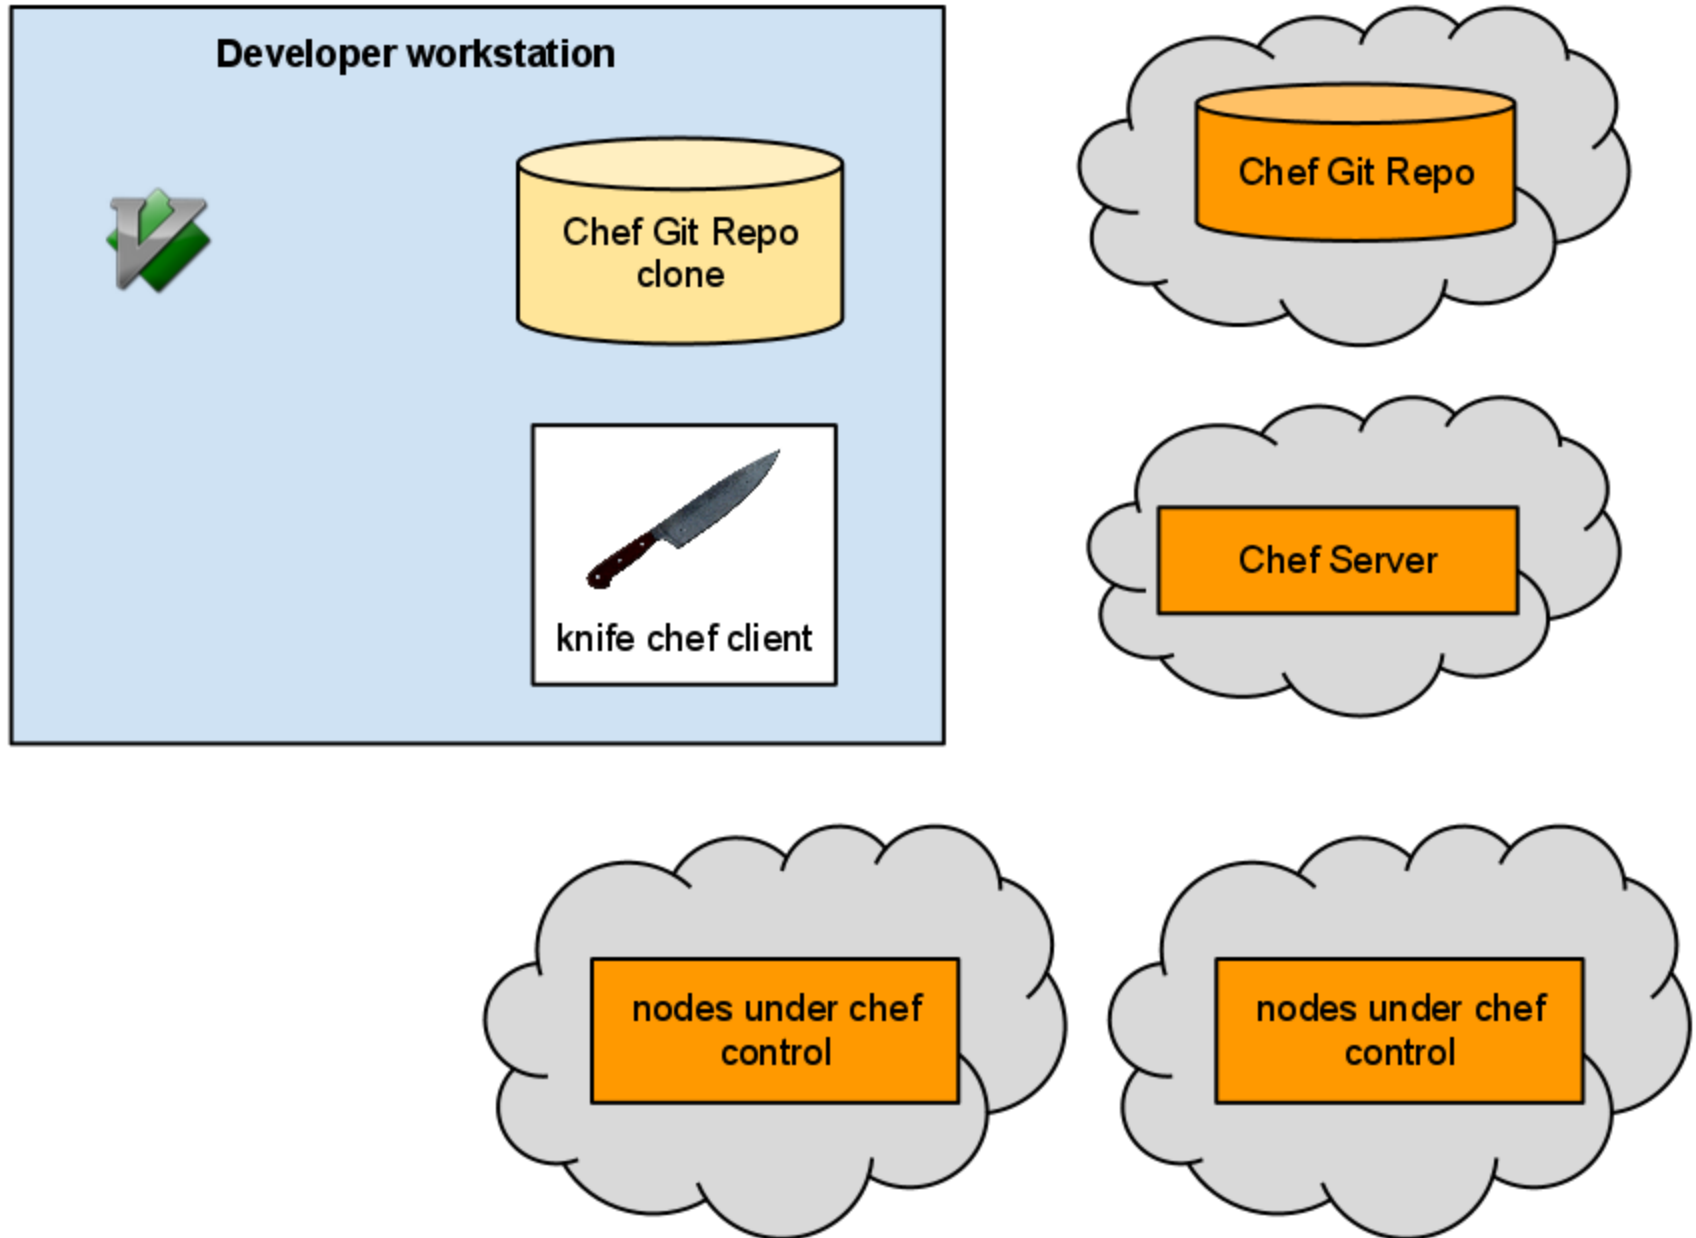 Developer workstation
Chef Git Repo
clone
knife chef client
Chef Git Repo
Chef Server
nodes under chef
control
nodes under chef
control